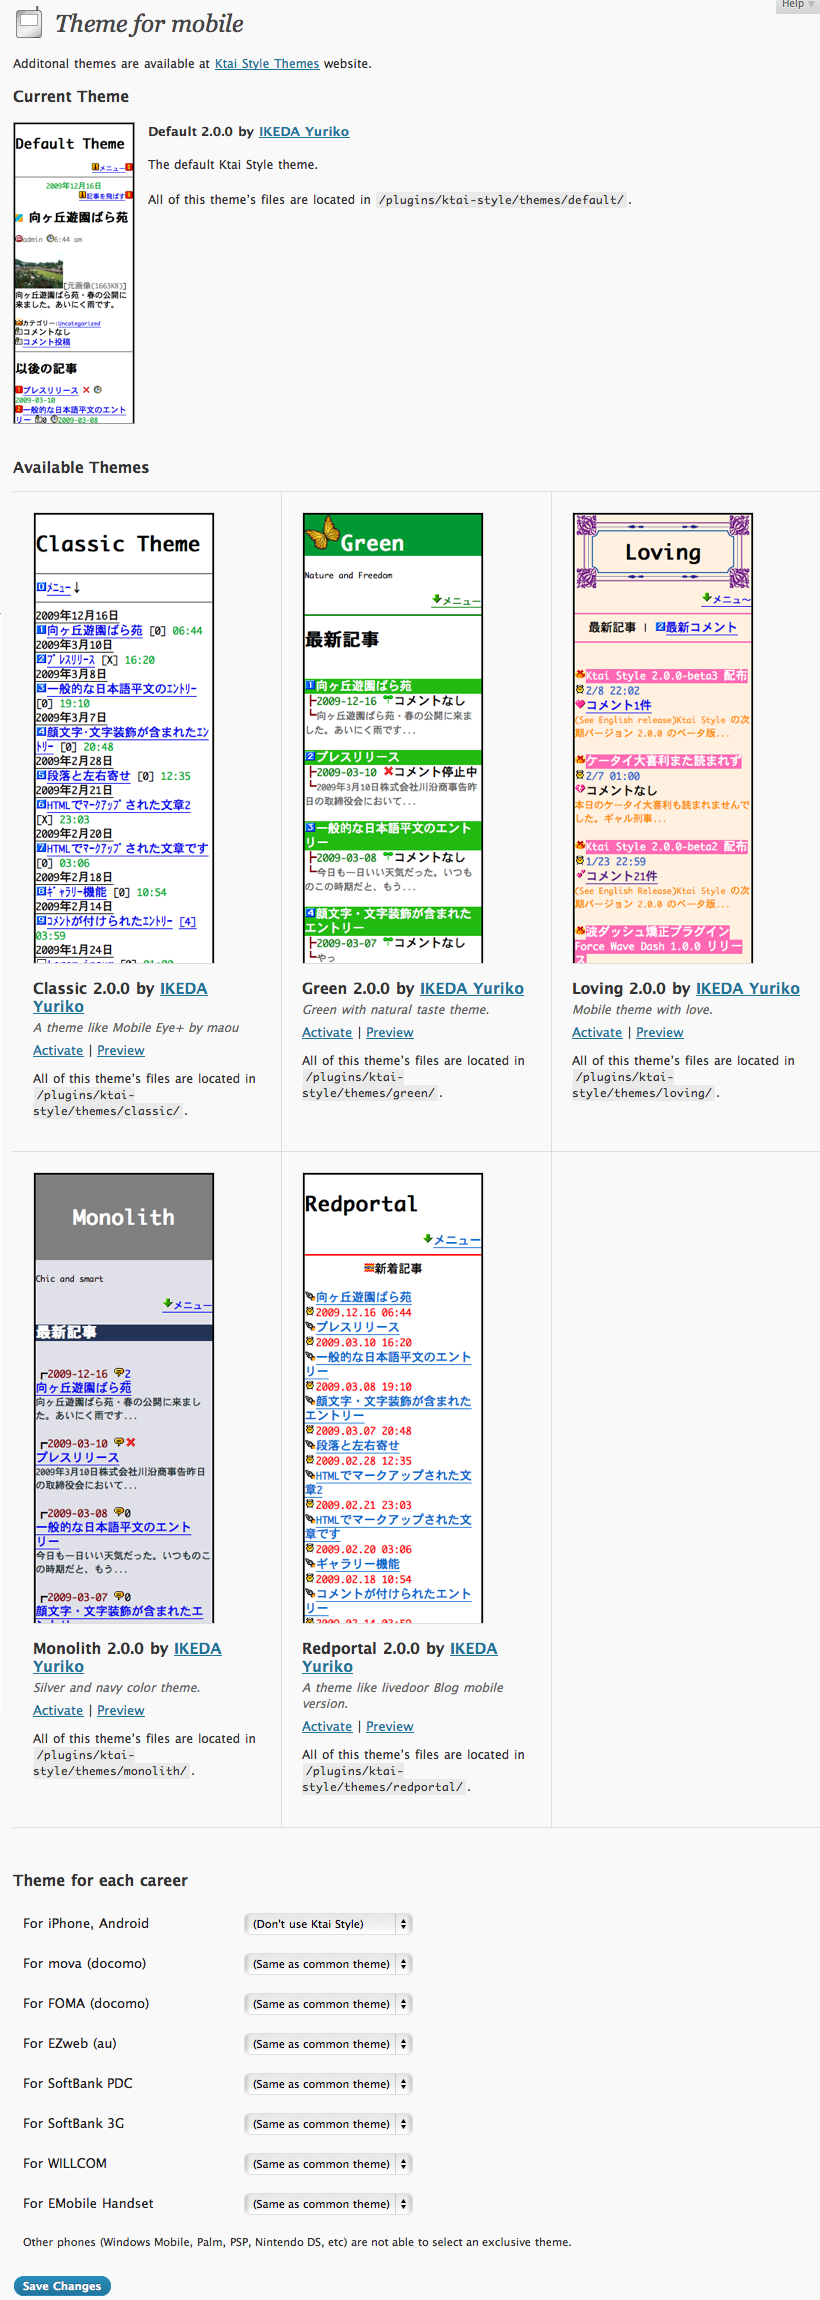 Help
Theme for mobile
Additonal themes are available at Ktai Style Themes website.
Current Theme
Default Theme
メニュー
2009年12月16日
記事を飛ばす
向ヶ丘遊園ばら苑
admin 6:44 am
[元画像(1663KB)]
向ヶ丘遊園ばら苑・春の公開に
来ました。あいにく雨です。
カテゴリー:Uncategorized
コメントなし
コメント投稿
以後の記事
1プレスリリース
2009-03-10
2一般的な日本語平文のエント
リー 0 2009-03-08
Default 2.0.0 by IKEDA Yuriko
The default Ktai Style theme.
All of this theme's files are located in /plugins/ktai-style/themes/default/ .
Available Themes
Classic Theme
0メニュー↓
2009年12月16日
1向ヶ丘遊園ばら苑 [0] 06:44
2009年3月10日
2プレスリリース [X] 16:20
2009年3月8日
3一般的な日本語平文のエントリー
[0] 19:10
2009年3月7日
4顔文字･文字装飾が含まれたエン
トリー [0] 20:48
2009年2月28日
5段落と左右寄せ [0] 12:35
2009年2月21日
6HTMLでマークアップされた文章2
[X] 23:03
2009年2月20日
7HTMLでマークアップされた文章です
[0] 03:06
2009年2月18日
8ギャラリー機能 [0] 10:54
2009年2月14日
9コメントが付けられたエントリー [4]
03:59
2009年1月24日
Classic 2.0.0 by IKEDA
Yuriko
A theme like Mobile Eye+ by maou
Activate | Preview
All of this theme's files are located in
/plugins/ktai-
style/themes/classic/ .
Green
Nature and Freedom
メニュー
最新記事
1向ヶ丘遊園ばら苑
2009-12-16 コメントなし
向ヶ丘遊園ばら苑・春の公開に来ま
した。あいにく雨です...
2プレスリリース
2009-03-10 コメント停止中
2009年3月10日株式会社川沿商事告昨
日の取締役会において...
3一般的な日本語平文のエント
リー
2009-03-08 コメントなし
今日も一日いい天気だった。いつも
のこの時期だと、もう...
4顔文字・文字装飾が含まれた
エントリー
2009-03-07 コメントなし
やっ
Green 2.0.0 by IKEDA Yuriko
Green with natural taste theme.
Activate | Preview
All of this theme's files are located in
/plugins/ktai-
style/themes/green/ .
Loving
メニュ〜
最新記事 | 2最新コメント
Ktai Style 2.0.0-beta3 配布
2/8 22:02
コメント1件
(See English release)Ktai Style の次
期バージョン 2.0.0 のベータ版...
ケータイ大喜利また読まれず
2/7 01:00
コメントなし
本日のケータイ大喜利も読まれませんで
した。ギャル刑事...
Ktai Style 2.0.0-beta2 配布
1/23 22:59
コメント21件
(See English Release)Ktai Style の次
期バージョン 2.0.0 のベータ版...
波ダッシュ矯正プラグイン
Force Wave Dash 1.0.0 リリー
ス
Loving 2.0.0 by IKEDA Yuriko
Mobile theme with love.
Activate | Preview
All of this theme's files are located in
/plugins/ktai-
style/themes/loving/ .
Monolith
Chic and smart
メニュー
最新記事
2009-12-16 2
向ヶ丘遊園ばら苑
向ヶ丘遊園ばら苑・春の公開に来まし
た。あいにく雨です...
2009-03-10
プレスリリース
2009年3月10日株式会社川沿商事告昨日
の取締役会において...
2009-03-08 0
一般的な日本語平文のエント
リー
今日も一日いい天気だった。いつものこ
の時期だと、もう...
2009-03-07 0
顔文字・文字装飾が含まれたエ
ントリー
Monolith 2.0.0 by IKEDA
Yuriko
Silver and navy color theme.
Activate | Preview
All of this theme's files are located in
/plugins/ktai-
style/themes/monolith/ .
Redportal
メニュー
新着記事
向ヶ丘遊園ばら苑
2009.12.16 06:44
プレスリリース
2009.03.10 16:20
一般的な日本語平文のエント
リー
2009.03.08 19:10
顔文字・文字装飾が含まれた
エントリー
2009.03.07 20:48
段落と左右寄せ
2009.02.28 12:35
HTMLでマークアップされた文
章2
2009.02.21 23:03
HTMLでマークアップされた文
章です
2009.02.20 03:06
ギャラリー機能
2009.02.18 10:54
コメントが付けられたエント
リー
2009.02.14 03:59
Redportal 2.0.0 by IKEDA
Yuriko
A theme like livedoor Blog mobile
version.
Activate | Preview
All of this theme's files are located in
/plugins/ktai-
style/themes/redportal/ .
Theme for each career
For iPhone, Android (Don't use Ktai Style)
For mova (docomo) (Same as common theme)
For FOMA (docomo) (Same as common theme)
For EZweb (au) (Same as common theme)
For SoftBank PDC (Same as common theme)
For SoftBank 3G (Same as common theme)
For WILLCOM (Same as common theme)
For EMobile Handset (Same as common theme)
Other phones (Windows Mobile, Palm, PSP, Nintendo DS, etc) are not able to select an exclusive theme.
Save Changes